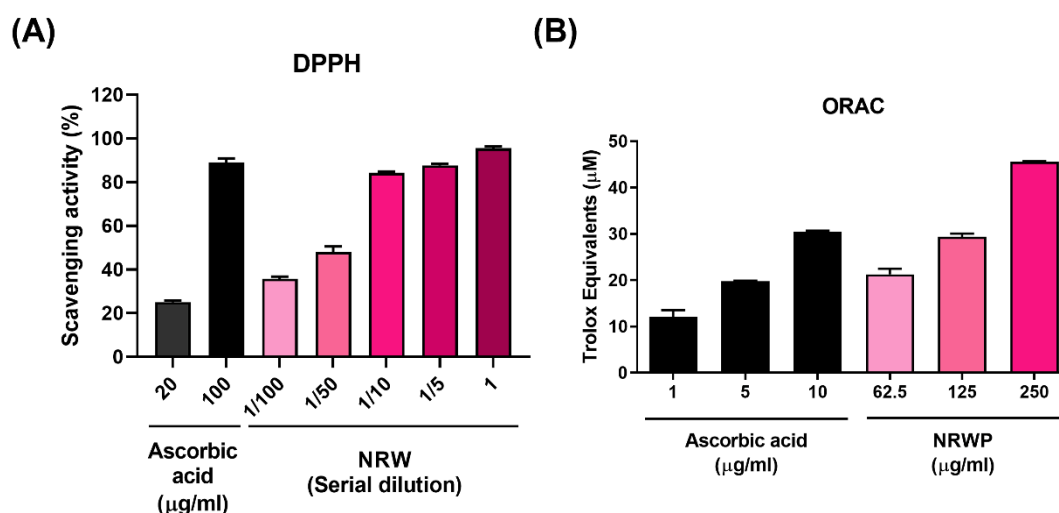 (A)
DPPH
Scavenging activity (%)
120
100
80
60
40
20
0
20
100
1/100
1/50
1/10
1/5
1
Ascorbic
acid
(μg/ml)
NRW
(Serial dilution)
(B)
ORAC
Trolox Equivalents (μM)
50
40
30
20
10
0
1
5
10
62.5
125
250
Ascorbic acid
(μg/ml)
NRWP
(μg/ml)